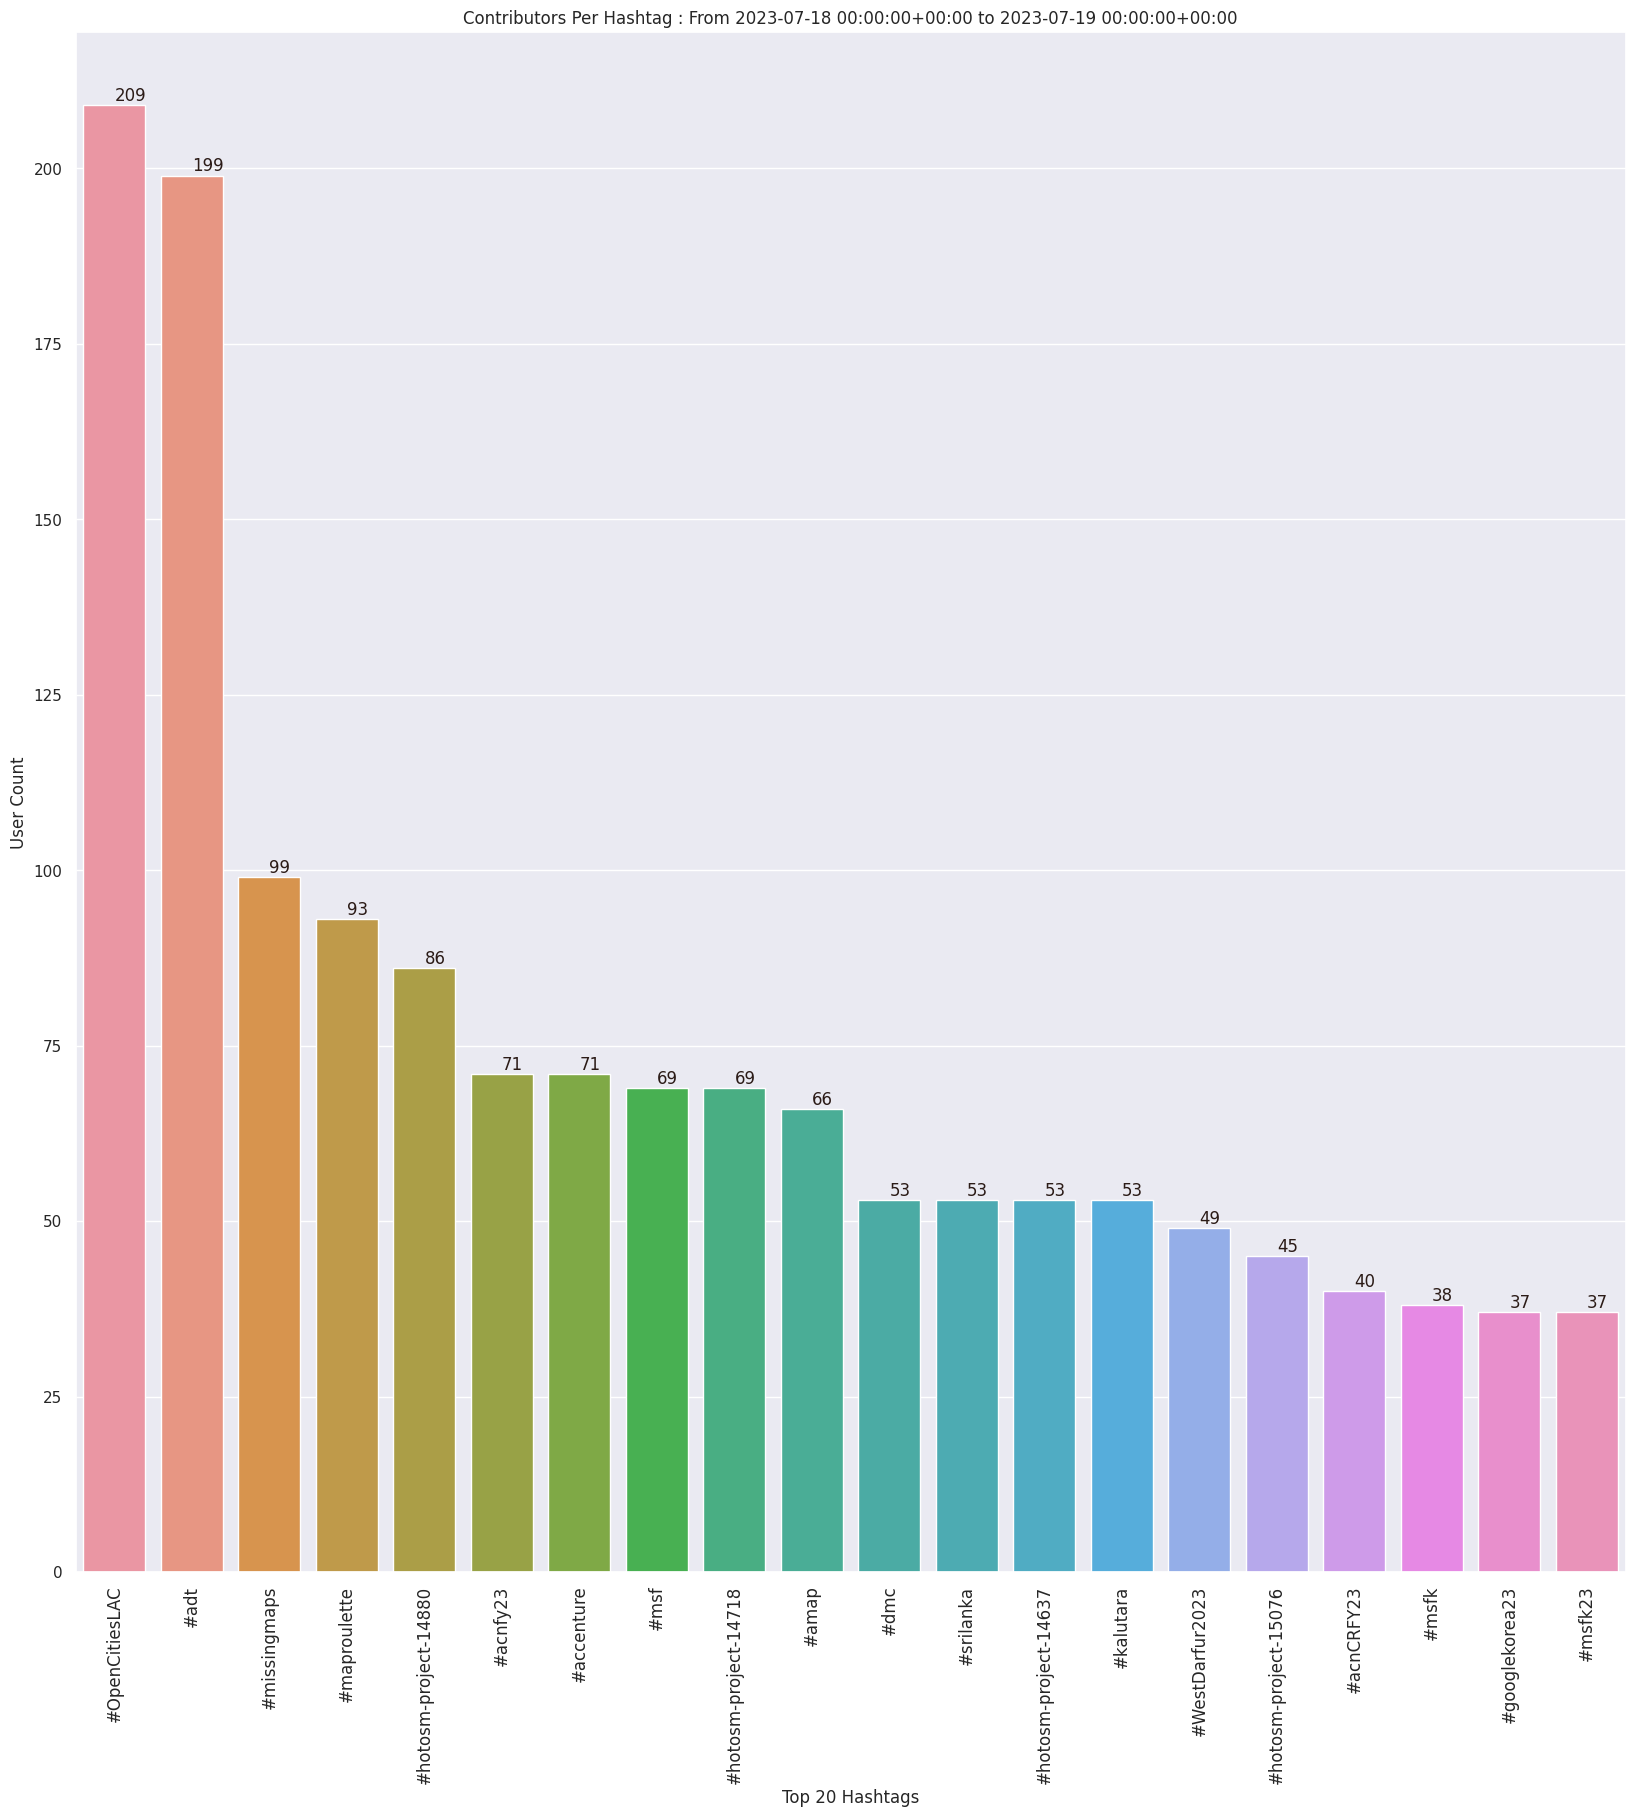 Contributors Per Hashtag : From 2023-07-18 00:00:00+00:00 to 2023-07-19 00:00:00+00:00
User Count
200
175
150
125
100
75
50
25
0
209
199
99
93
86
71
71
69
69
66
53
53
53
53
49
45
40
38
37
37
#OpenCitiesLAC
#adt
#missingmaps
#maproulette
#hotosm-project-14880
#acnfy23
#accenture
#msf
#hotosm-project-14718
#amap
#dmc
#srilanka
#hotosm-project-14637
#kalutara
#WestDarfur2023
#hotosm-project-15076
#acnCRFY23
#msfk
#googlekorea23
#msfk23
Top 20 Hashtags